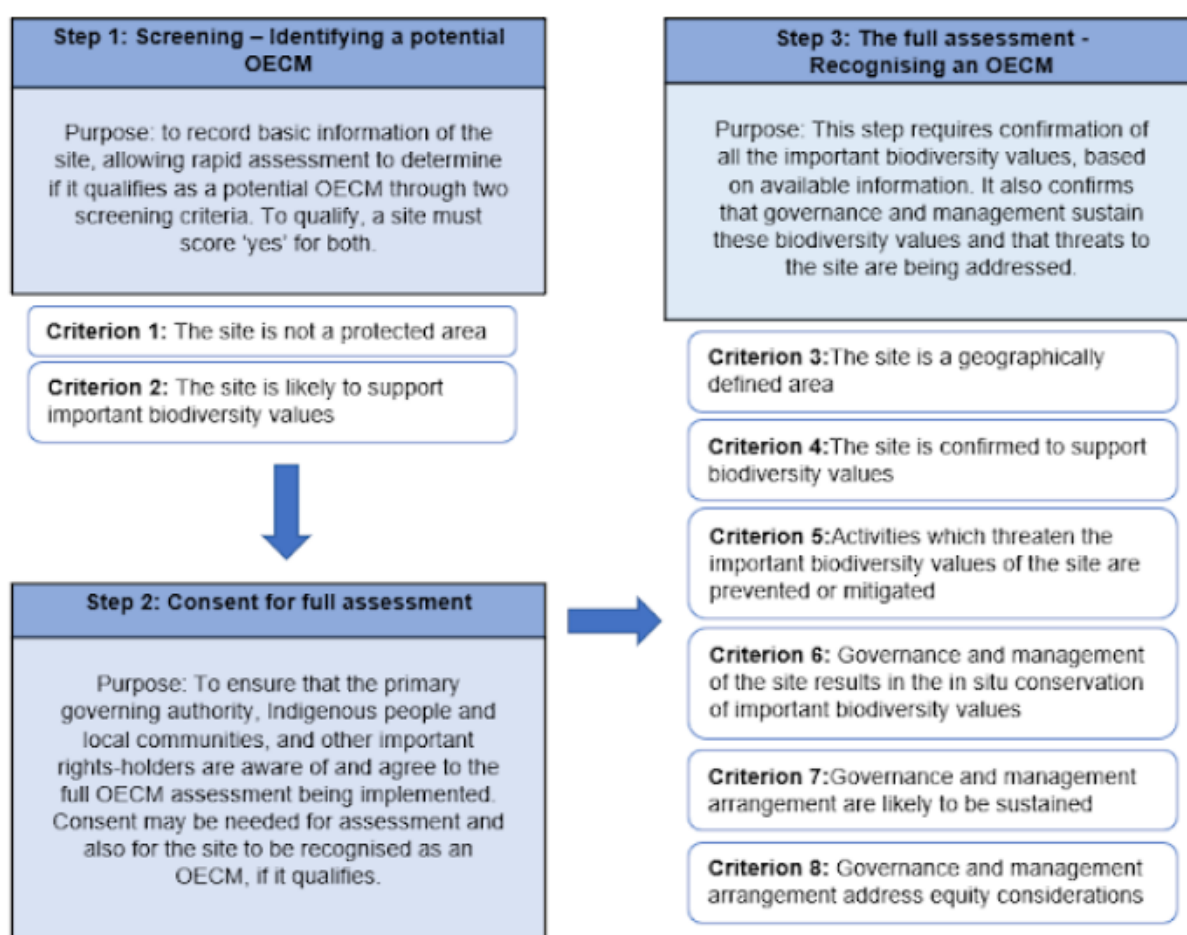 Step 1: Screening – Identifying a potential
OECM
Purpose: to record basic information of the
site, allowing rapid assessment to determine
if it qualifies as a potential OECM through two
screening criteria. To qualify, a site must
score 'yes' for both.
Criterion 1: The site is not a protected area
Criterion 2: The site is likely to support
important biodiversity values
Step 2: Consent for full assessment
Purpose: To ensure that the primary
governing authority, Indigenous people and
local communities, and other important
rights-holders are aware of and agree to the
full OECM assessment being implemented.
Consent may be needed for assessment and
also for the site to be recognised as an
OECM, if it qualifies.
Step 3: The full assessment -
Recognising an OECM
Purpose: This step requires confirmation of
all the important biodiversity values, based
on available information. It also confirms
that governance and management sustain
these biodiversity values and that threats to
the site are being addressed.
Criterion 3:The site is a geographically
defined area
Criterion 4:The site is confirmed to support
biodiversity values
Criterion 5:Activities which threaten the
important biodiversity values of the site are
prevented or mitigated
Criterion 6: Governance and management
of the site results in the in situ conservation
of important biodiversity values
Criterion 7:Governance and management
arrangement are likely to be sustained
Criterion 8: Governance and management
arrangement address equity considerations